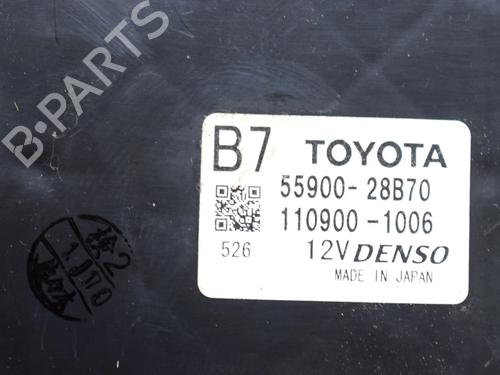 B-PARTS
B7 TOYOTA
55900-28B70
110900-1006
526 12V DENSO
MADE IN JAPAN